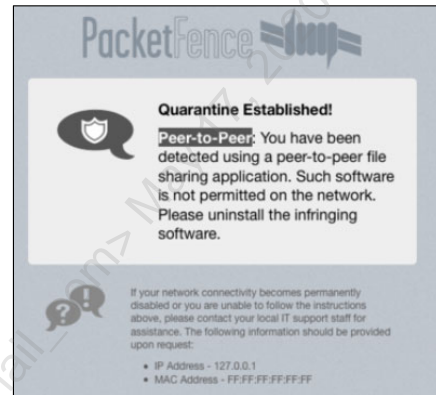 PacketFence
Quarantine Established!
Peer-to-Peer: You have been
detected using a peer-to-peer file
sharing application. Such software
is not permitted on the network.
Please uninstall the infringing
software.
If your network connectivity becomes permanently
disabled or you are unable to follow the instructions
above, please contact your local IT support staff for
assistance. The following information should be provided
upon request:
• IP Address - 127.0.0.1
• MAC Address - FF:FF:FF:FF:FF:FF